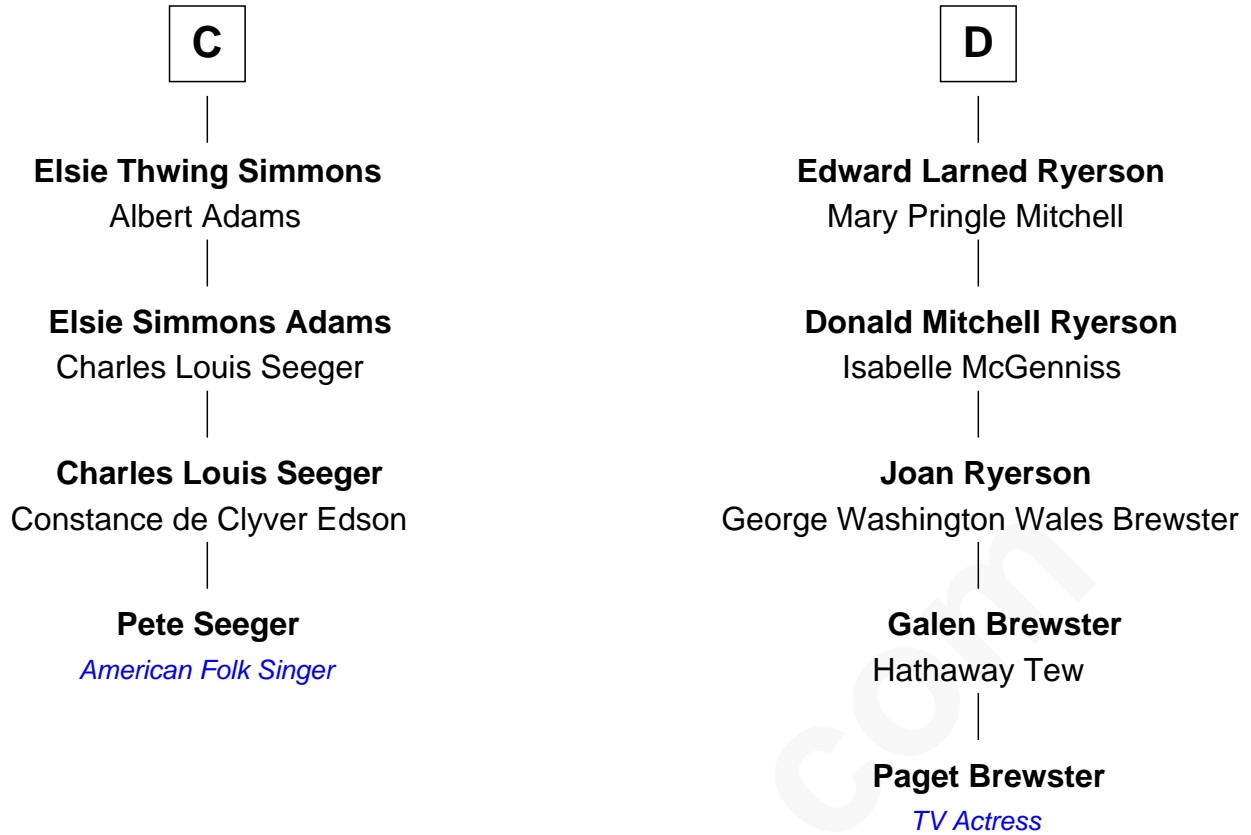 C
Elsie Thwing Simmons
Albert Adams
Elsie Simmons Adams
Charles Louis Seeger
Charles Louis Seeger
Constance de Clyver Edson
Pete Seeger
American Folk Singer
D
Edward Larned Ryerson
Mary Pringle Mitchell
Donald Mitchell Ryerson
Isabelle McGenniss
Joan Ryerson
George Washington Wales Brewster
Galen Brewster
Hathaway Tew
Paget Brewster
TV Actress
com